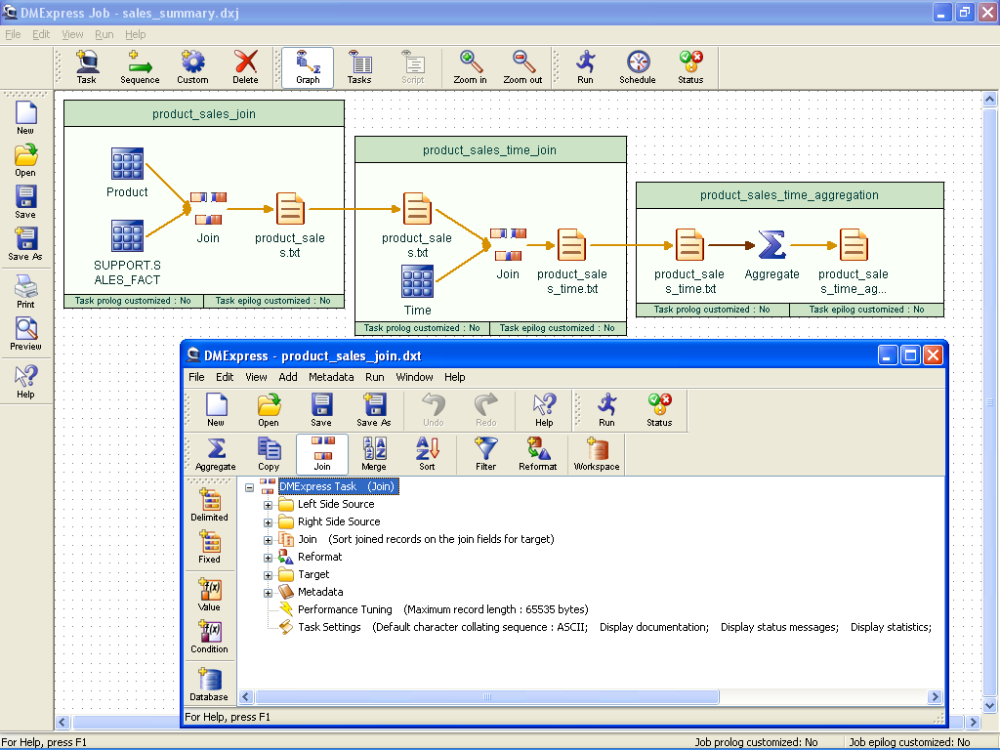 DMExpress Job - sales_summary.dxj
File Edit View Run Help
Task Sequence Custom Delete Graph Tasks Script Zoom in Zoom out Run Schedule Status
New
Open
Save
Save As
Print
Preview
Help
product_sales_join
Product
SUPPORT.S
ALES_FACT
Join
product_sale
s.txt
Task prolog customized : No Task epilog customized : No
product_sales_time_join
product_sale
s.txt
Time
Join
product_sale
s_time.txt
Task prolog customized : No Task epilog customized : No
product_sales_time_aggregation
product_sale
s_time.txt
Aggregate
product_sale
s_time_ag...
Task prolog customized : No Task epilog customized : No
DMExpress - product_sales_join.dxt
File Edit View Add Metadata Run Window Help
New Open Save Save As Undo Redo Help Run Status
Aggregate Copy Join Merge Sort Filter Reformat Workspace
Delimited
Fixed
f(x)
Value
f(x)
Condition
Database
DMExpress Task (Join)
Left Side Source
Right Side Source
Join (Sort joined records on the join fields for target)
Reformat
Target
Metadata
Performance Tuning (Maximum record length : 65535 bytes)
Task Settings (Default character collating sequence : ASCII; Display documentation; Display status messages; Display statistics;
For Help, press F1
For Help, press F1 Job prolog customized: No Job epilog customized: No